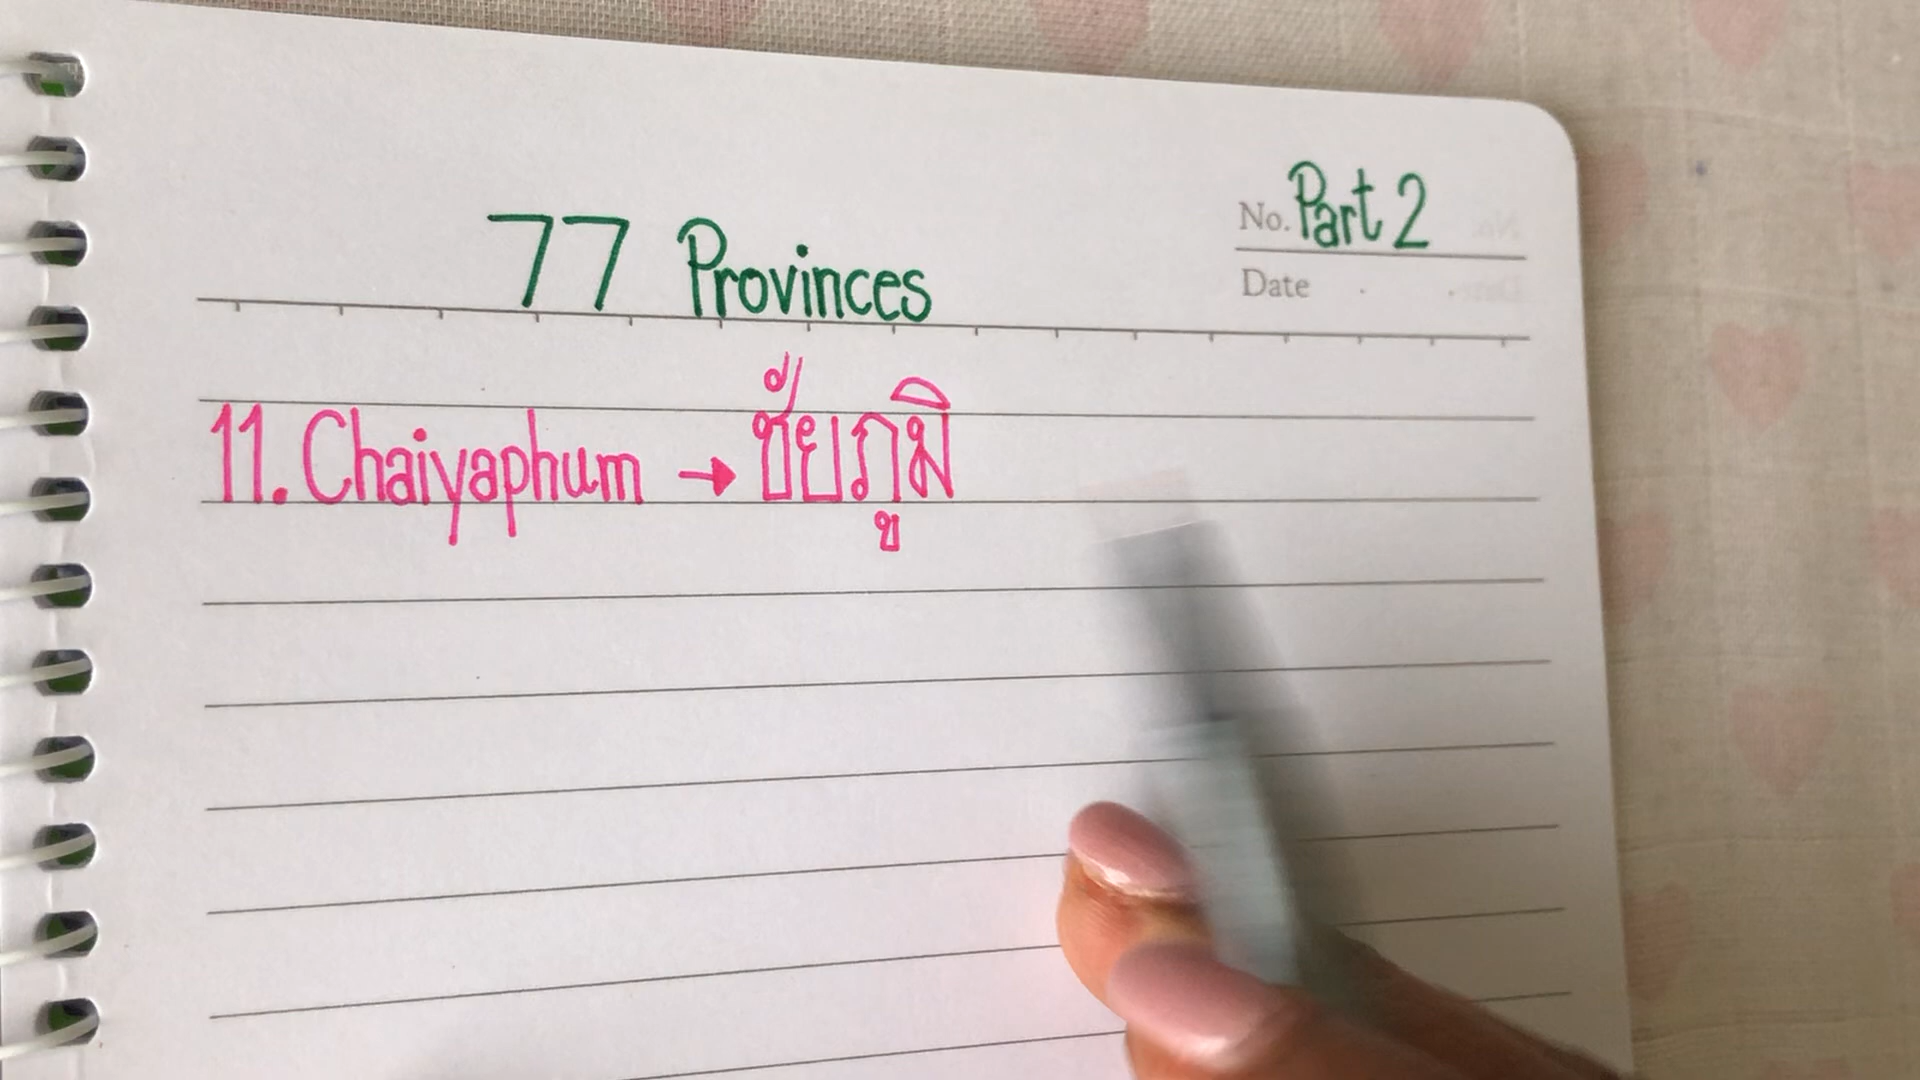 No. Part 2
77 Provinces
Date
11. Chaiyaphum → ชัยภูมิ